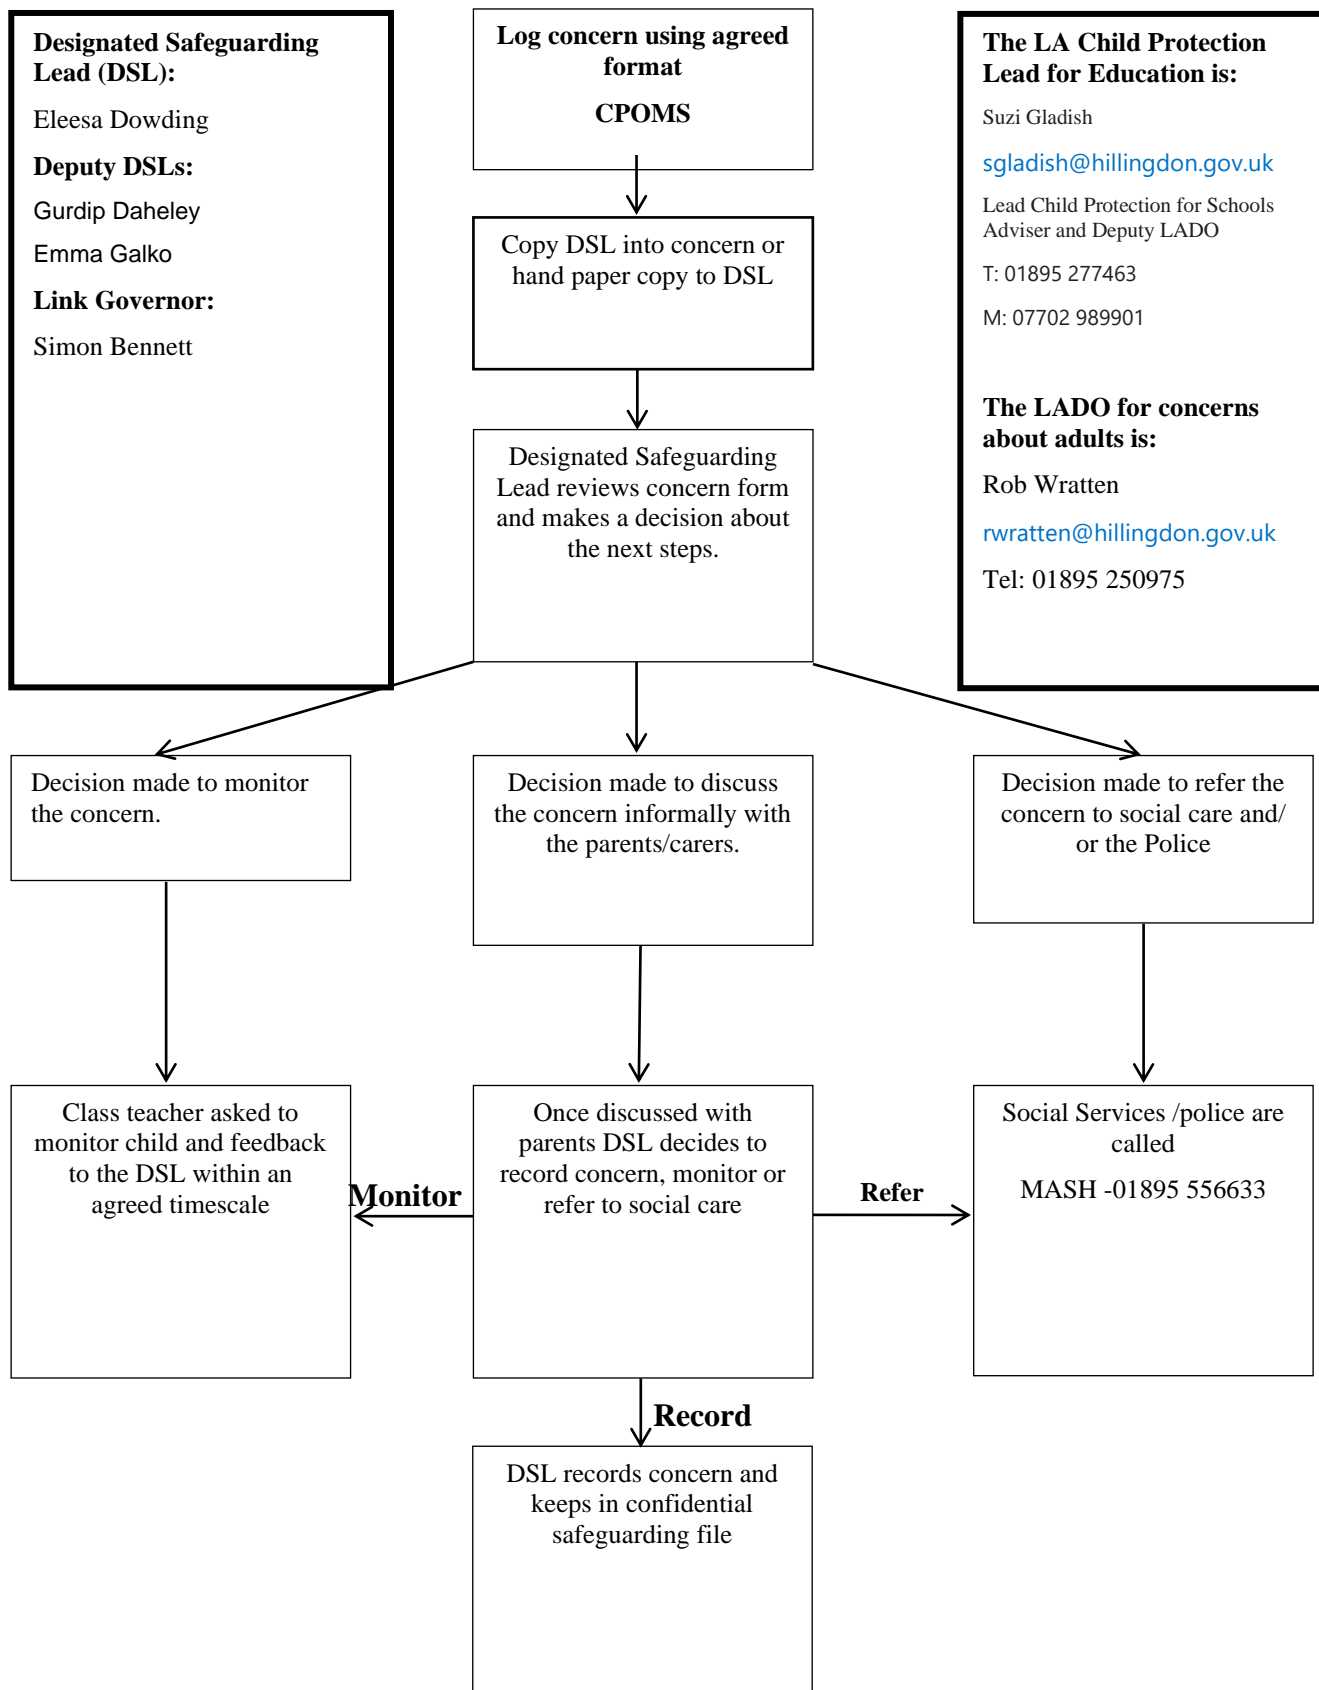 Designated Safeguarding
Lead (DSL):
Eleesa Dowding
Deputy DSLs:
Gurdip Daheley
Emma Galko
Link Governor:
Simon Bennett
Log concern using agreed
format
CPOMS
The LA Child Protection
Lead for Education is:
Suzi Gladish
sgladish@hillingdon.gov.uk
Lead Child Protection for Schools
Adviser and Deputy LADO
T: 01895 277463
M: 07702 989901
The LADO for concerns
about adults is:
Rob Wratten
rwratten@hillingdon.gov.uk
Tel: 01895 250975
Copy DSL into concern or
hand paper copy to DSL
Designated Safeguarding
Lead reviews concern form
and makes a decision about
the next steps.
Decision made to monitor
the concern.
Decision made to discuss
the concern informally with
the parents/carers.
Decision made to refer the
concern to social care and/
or the Police
Class teacher asked to
monitor child and feedback
to the DSL within an
agreed timescale
Monitor
Once discussed with
parents DSL decides to
record concern, monitor or
refer to social care
Refer
Social Services /police are
called
MASH -01895 556633
Record
DSL records concern and
keeps in confidential
safeguarding file